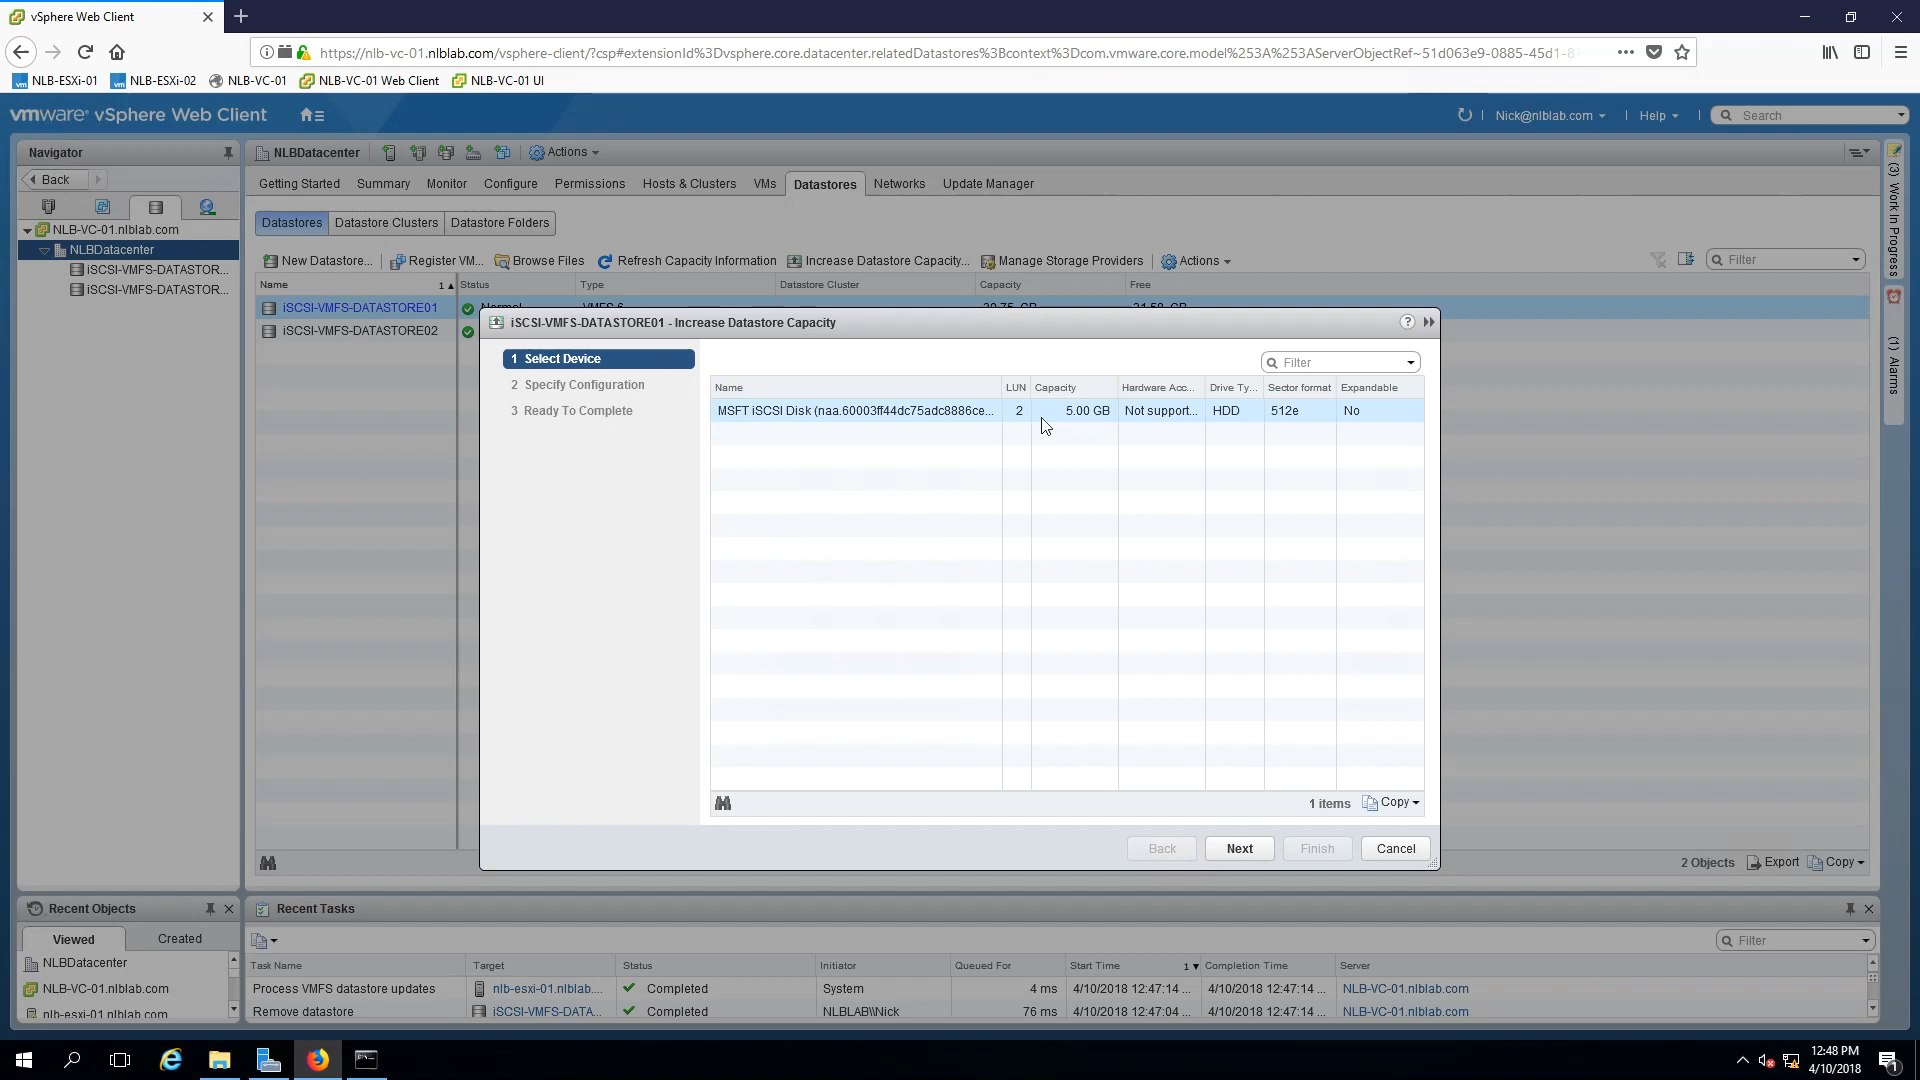 vSphere Web Client
https://nlb-vc-01.nlblab.com/vsphere-client/?csp#extensionId%3Dvsphere.core.datacenter.relatedDatastores%3Bcontext%3Dcom.vmware.core.model%253A%253AServerObjectRef~51d063e9-0885-45d1-8
NLB-ESXi-01 NLB-ESXi-02 NLB-VC-01 NLB-VC-01 Web Client NLB-VC-01 UI
vmware® vSphere Web Client
Nick@nlblab.com Help Search
Navigator
Back
NLB-VC-01.nlblab.com
NLBDatacenter
iSCSI-VMFS-DATASTOR...
iSCSI-VMFS-DATASTOR...
NLBDatacenter Actions
Getting Started Summary Monitor Configure Permissions Hosts & Clusters VMs Datastores Networks Update Manager
Datastores Datastore Clusters Datastore Folders
New Datastore... Register VM... Browse Files Refresh Capacity Information Increase Datastore Capacity... Manage Storage Providers Actions Filter
Name 1 Status Type Datastore Cluster Capacity Free
iSCSI-VMFS-DATASTORE01 Normal VMFS 6
iSCSI-VMFS-DATASTORE02
iSCSI-VMFS-DATASTORE01 - Increase Datastore Capacity ?
1 Select Device
2 Specify Configuration
3 Ready To Complete
Filter
Name LUN Capacity Hardware Acc... Drive Ty... Sector format Expandable
MSFT iSCSI Disk (naa.60003ff44dc75adc8886ce... 2 5.00 GB Not support... HDD 512e No
1 items Copy
Back Next Finish Cancel
2 Objects Export Copy
(3) Work In Progress
(1) Alarms
Recent Objects
Viewed Created
NLBDatacenter
NLB-VC-01.nlblab.com
nlb-esxi-01.nlblab.com
Recent Tasks
Filter
Task Name Target Status Initiator Queued For Start Time 1 Completion Time Server
Process VMFS datastore updates nlb-esxi-01.nlblab.... Completed System 4 ms 4/10/2018 12:47:14 ... 4/10/2018 12:47:14 ... NLB-VC-01.nlblab.com
Remove datastore iSCSI-VMFS-DATA... Completed NLBLAB\\Nick 76 ms 4/10/2018 12:47:04 ... 4/10/2018 12:47:14 ... NLB-VC-01.nlblab.com
12:48 PM
4/10/2018
1